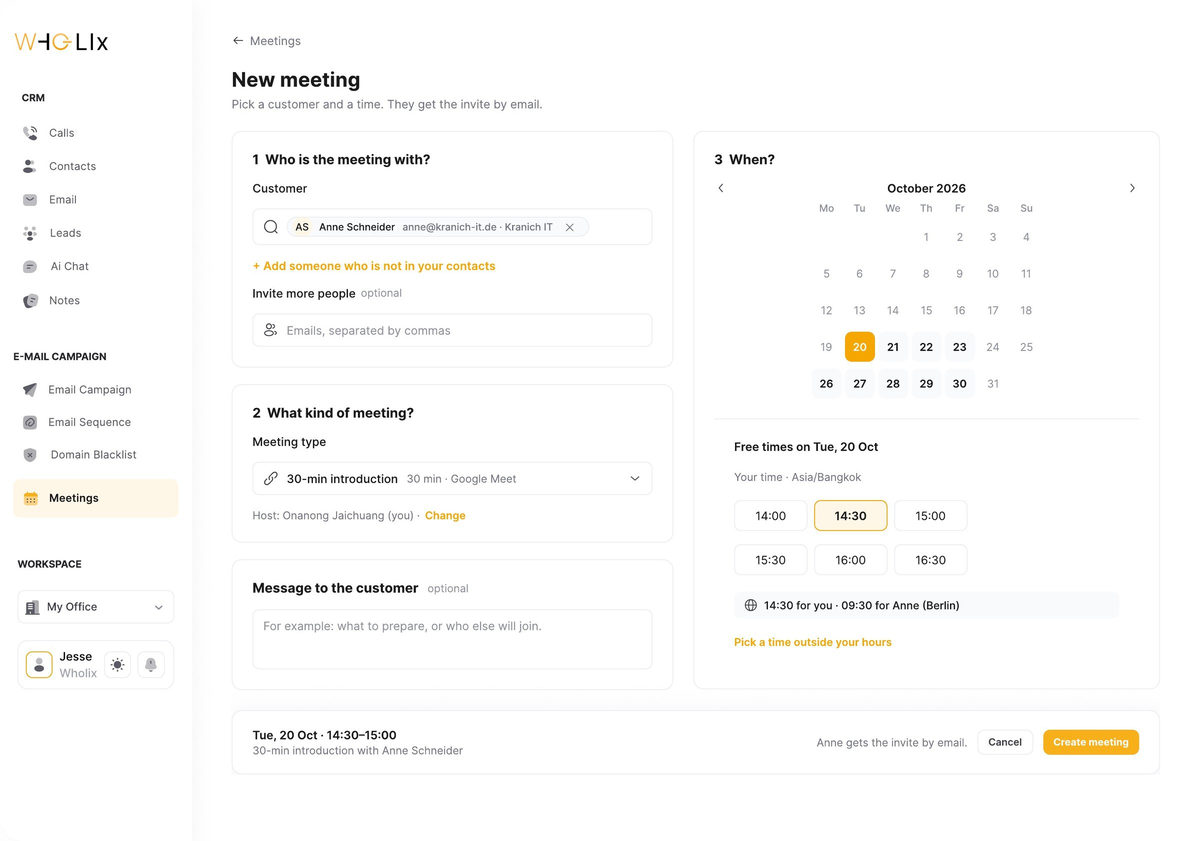 WHOLIX
CRM
Calls
Contacts
Email
Leads
Ai Chat
Notes
E-MAIL CAMPAIGN
Email Campaign
Email Sequence
Domain Blacklist
Meetings
WORKSPACE
My Office
Jesse
Wholix
← Meetings
New meeting
Pick a customer and a time. They get the invite by email.
1 Who is the meeting with?
Customer
AS Anne Schneider anne@kranich-it.de · Kranich IT
+ Add someone who is not in your contacts
Invite more people optional
Emails, separated by commas
2 What kind of meeting?
Meeting type
30-min introduction 30 min · Google Meet
Host: Onanong Jaichuang (you) · Change
Message to the customer optional
For example: what to prepare, or who else will join.
3 When?
October 2026
Mo Tu We Th Fr Sa Su
1 2 3 4
5 6 7 8 9 10 11
12 13 14 15 16 17 18
19 20 21 22 23 24 25
26 27 28 29 30 31
Free times on Tue, 20 Oct
Your time · Asia/Bangkok
14:00 14:30 15:00
15:30 16:00 16:30
14:30 for you · 09:30 for Anne (Berlin)
Pick a time outside your hours
Tue, 20 Oct · 14:30–15:00
30-min introduction with Anne Schneider
Anne gets the invite by email. Cancel Create meeting